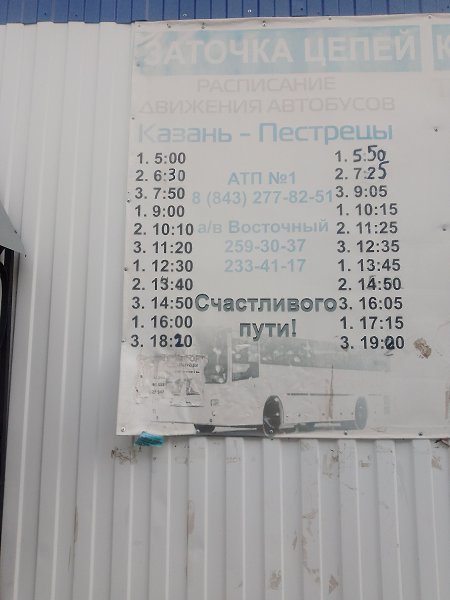 ЗАТОЧКА ЦЕПЕЙ
РАСПИСАНИЕ
ДВИЖЕНИЯ АВТОБУСОВ
Казань - Пестрецы
1. 5:00
2. 6:30
3. 7:50
1. 9:00
2. 10:10
3. 11:20
1. 12:30
2. 13:40
3. 14:50
1. 16:00
3. 18:20
АТП №1
8 (843) 277-82-51
а/в Восточный
259-30-37
233-41-17
Счастливого
пути!
1. 5:50
2. 7:25
3. 9:05
1. 10:15
2. 11:25
3. 12:35
1. 13:45
2. 14:50
3. 16:05
1. 17:15
3. 19:20